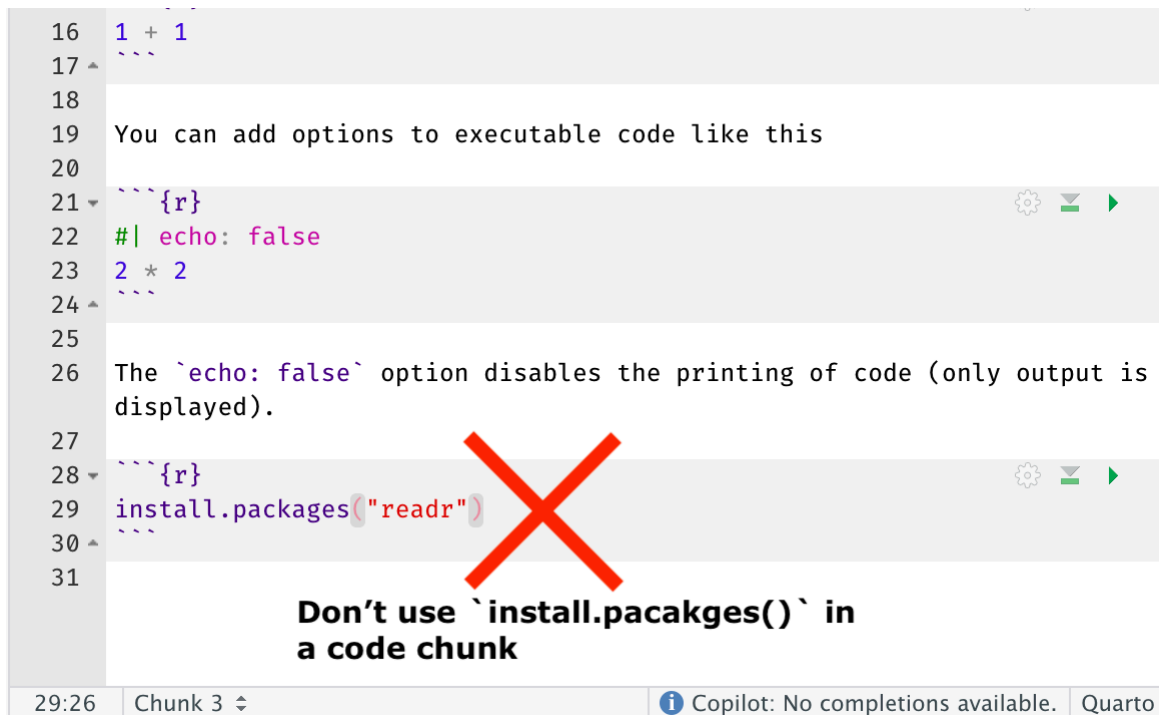 16 1 + 1
17 ```
18
19 You can add options to executable code like this
20
21 ```{r}
22 #| echo: false
23 2 * 2
24 ```
25
26 The `echo: false` option disables the printing of code (only output is
displayed).
27
28 ```{r}
29 install.packages("readr")
30 ```
31
Don’t use `install.pacakges()` in
a code chunk
29:26 Chunk 3 Copilot: No completions available. Quarto